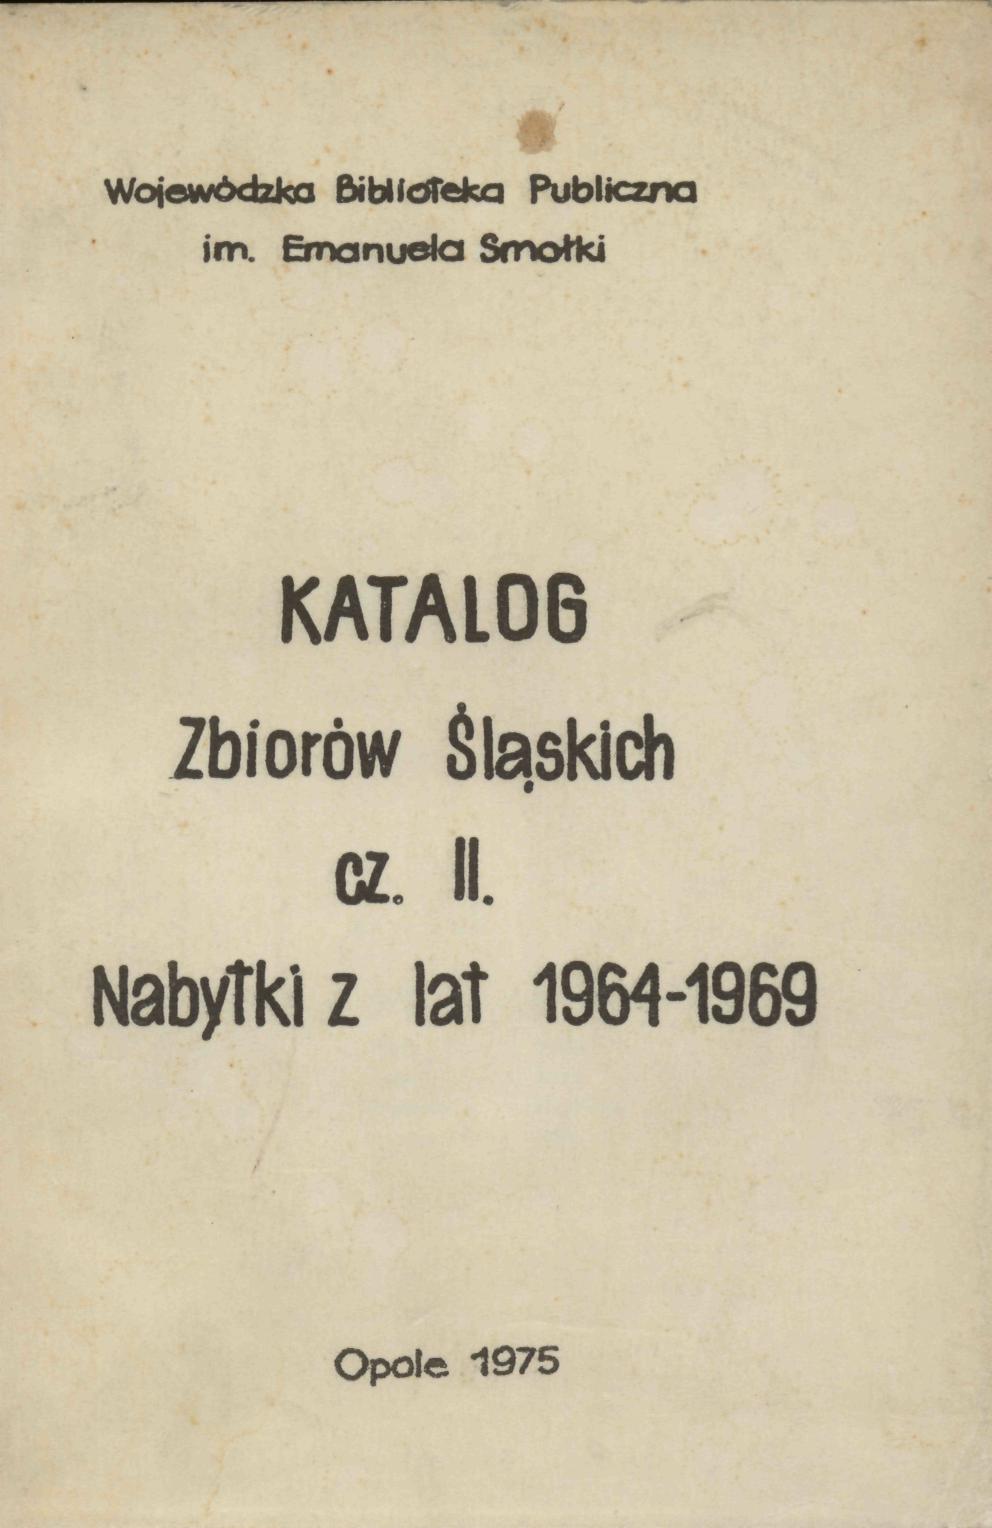 Wojewódzka Biblioteka Publiczna
im. Emanuela Smołki
KATALOG
Zbiorów Śląskich
cz. II.
Nabytki z lat 1964-1969
Opole 1975